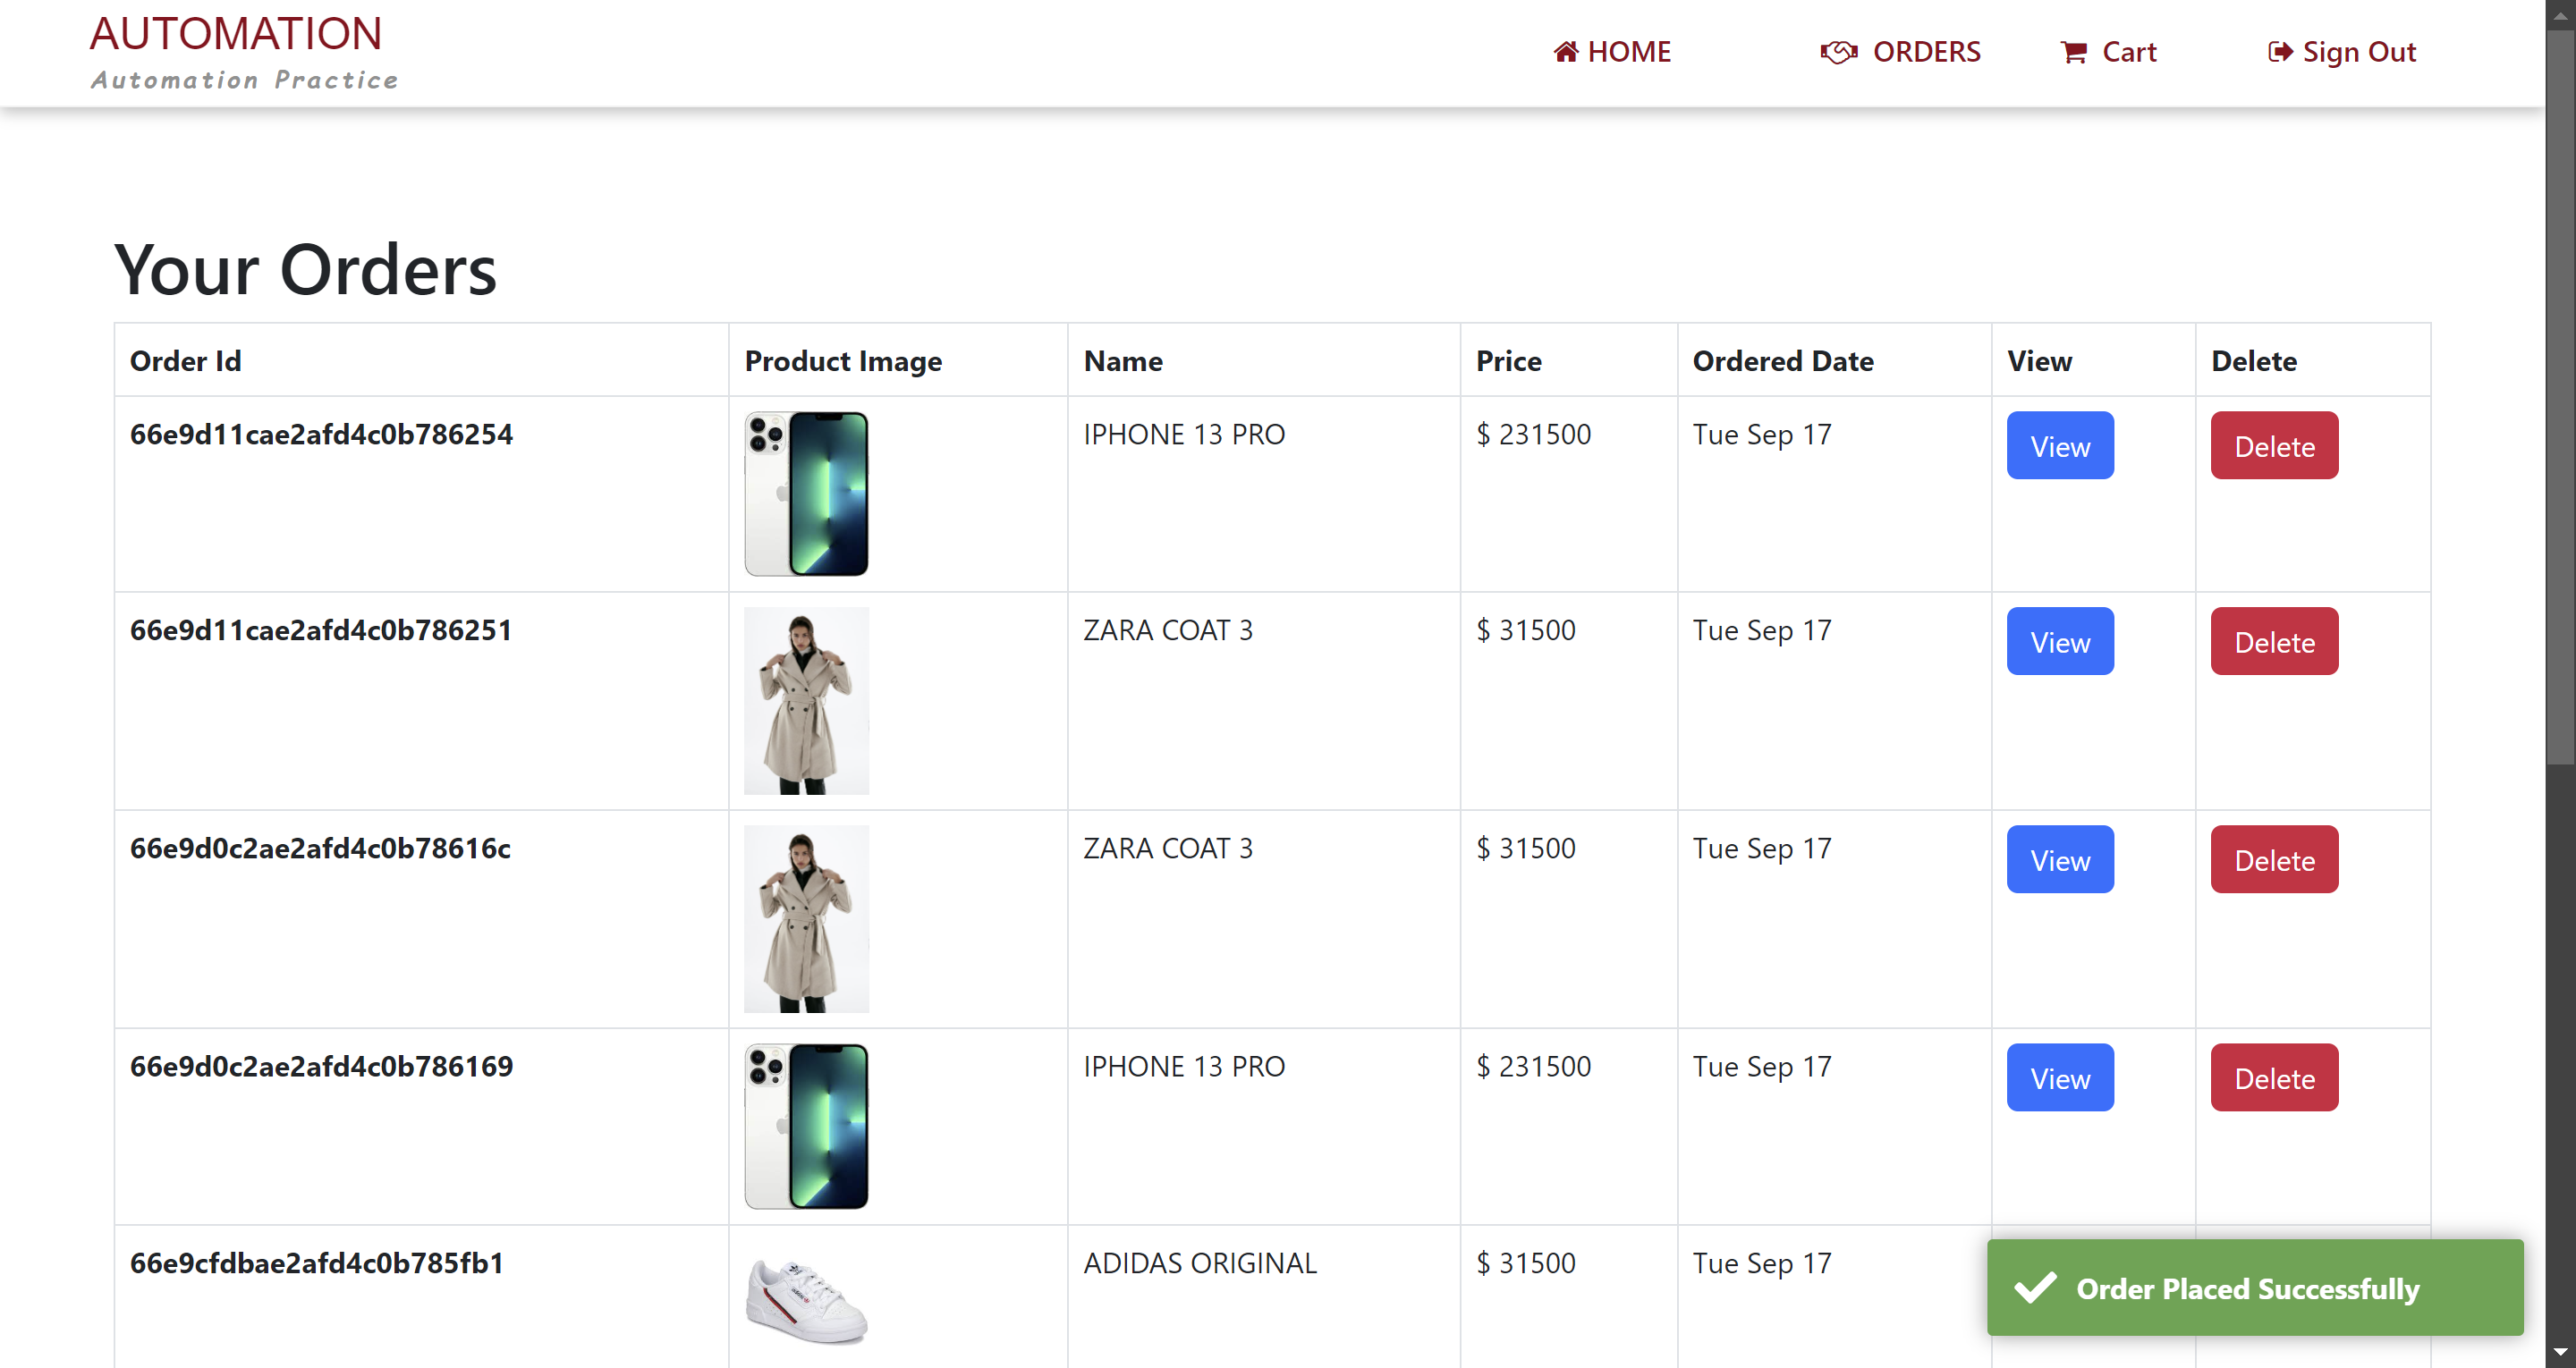 AUTOMATION
Automation Practice
HOME
ORDERS
Cart
Sign Out
Your Orders
Order Id Product Image Name Price Ordered Date View Delete
66e9d11cae2afd4c0b786254 IPHONE 13 PRO $ 231500 Tue Sep 17 View Delete
66e9d11cae2afd4c0b786251 ZARA COAT 3 $ 31500 Tue Sep 17 View Delete
66e9d0c2ae2afd4c0b78616c ZARA COAT 3 $ 31500 Tue Sep 17 View Delete
66e9d0c2ae2afd4c0b786169 IPHONE 13 PRO $ 231500 Tue Sep 17 View Delete
66e9cfdbae2afd4c0b785fb1 ADIDAS ORIGINAL $ 31500 Tue Sep 17
Order Placed Successfully